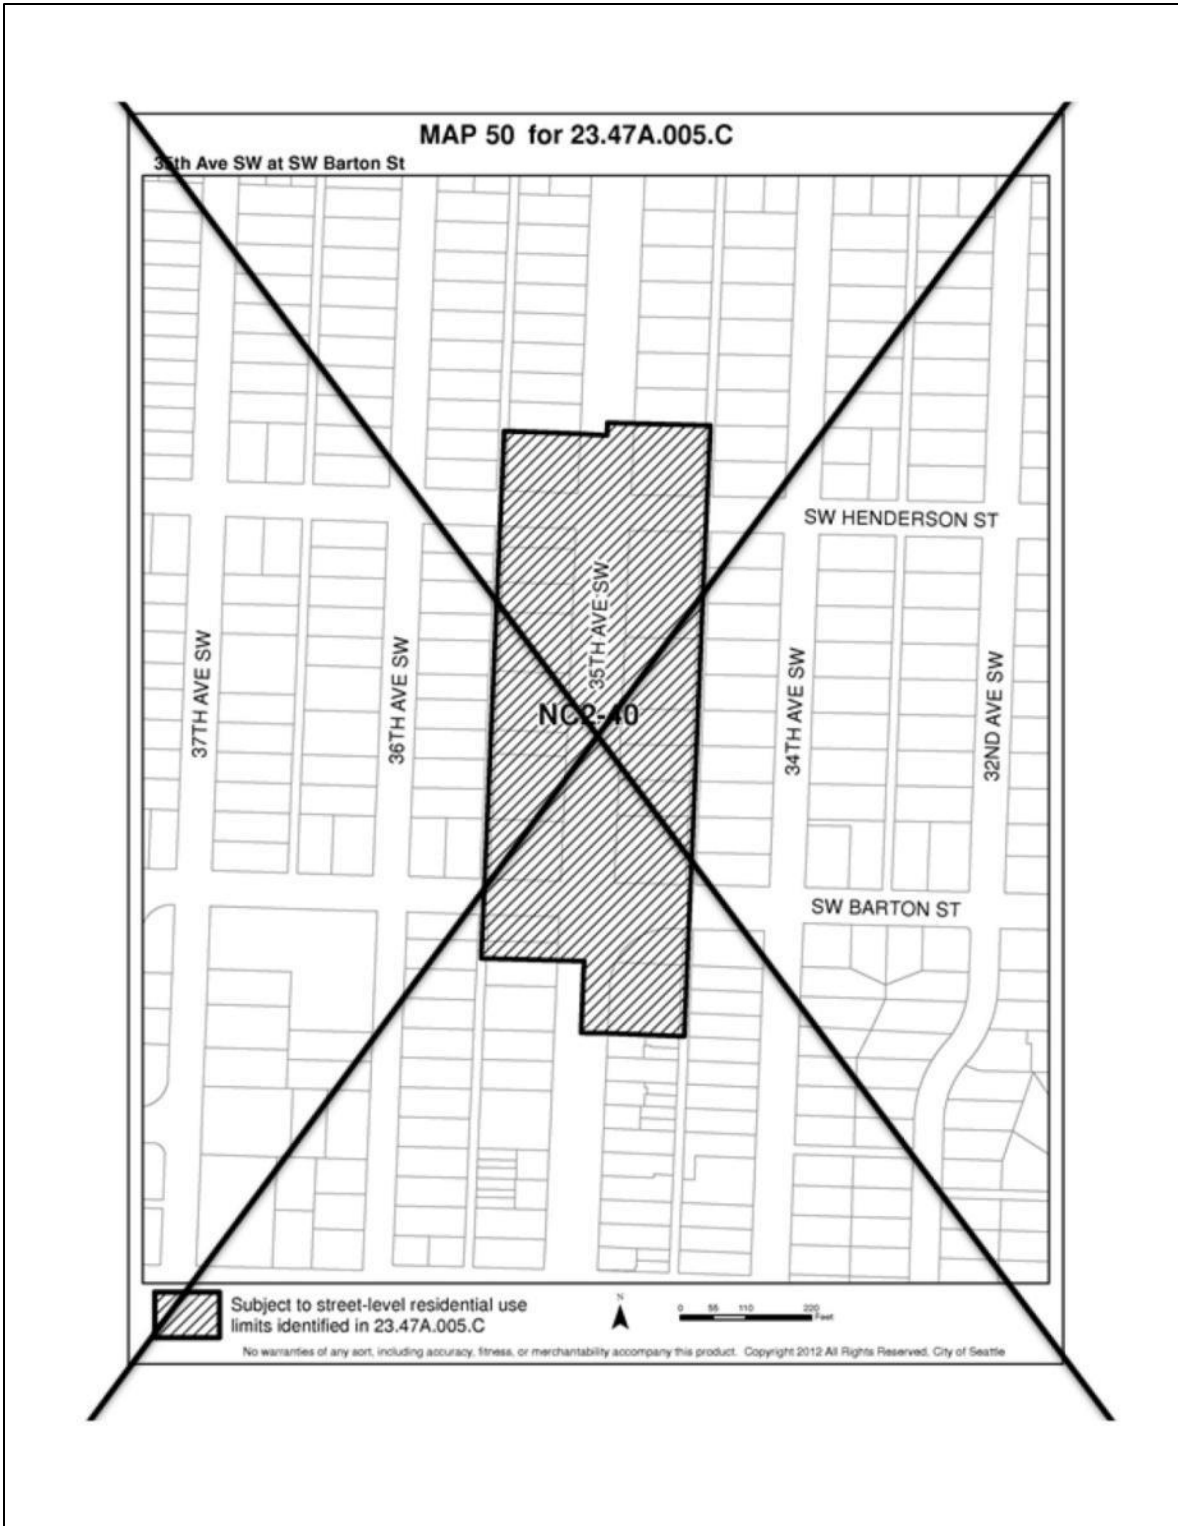 MAP 50 for 23.47A.005.C
35th Ave SW at SW Barton St
SW HENDERSON ST
35TH AVE SW
37TH AVE SW
36TH AVE SW
34TH AVE SW
32ND AVE SW
NC2-40
SW BARTON ST
Subject to street-level residential use
limits identified in 23.47A.005.C
N
0 55 110 220
Feet
No warranties of any sort, including accuracy, fitness, or merchantability accompany this product. Copyright 2012 All Rights Reserved, City of Seattle